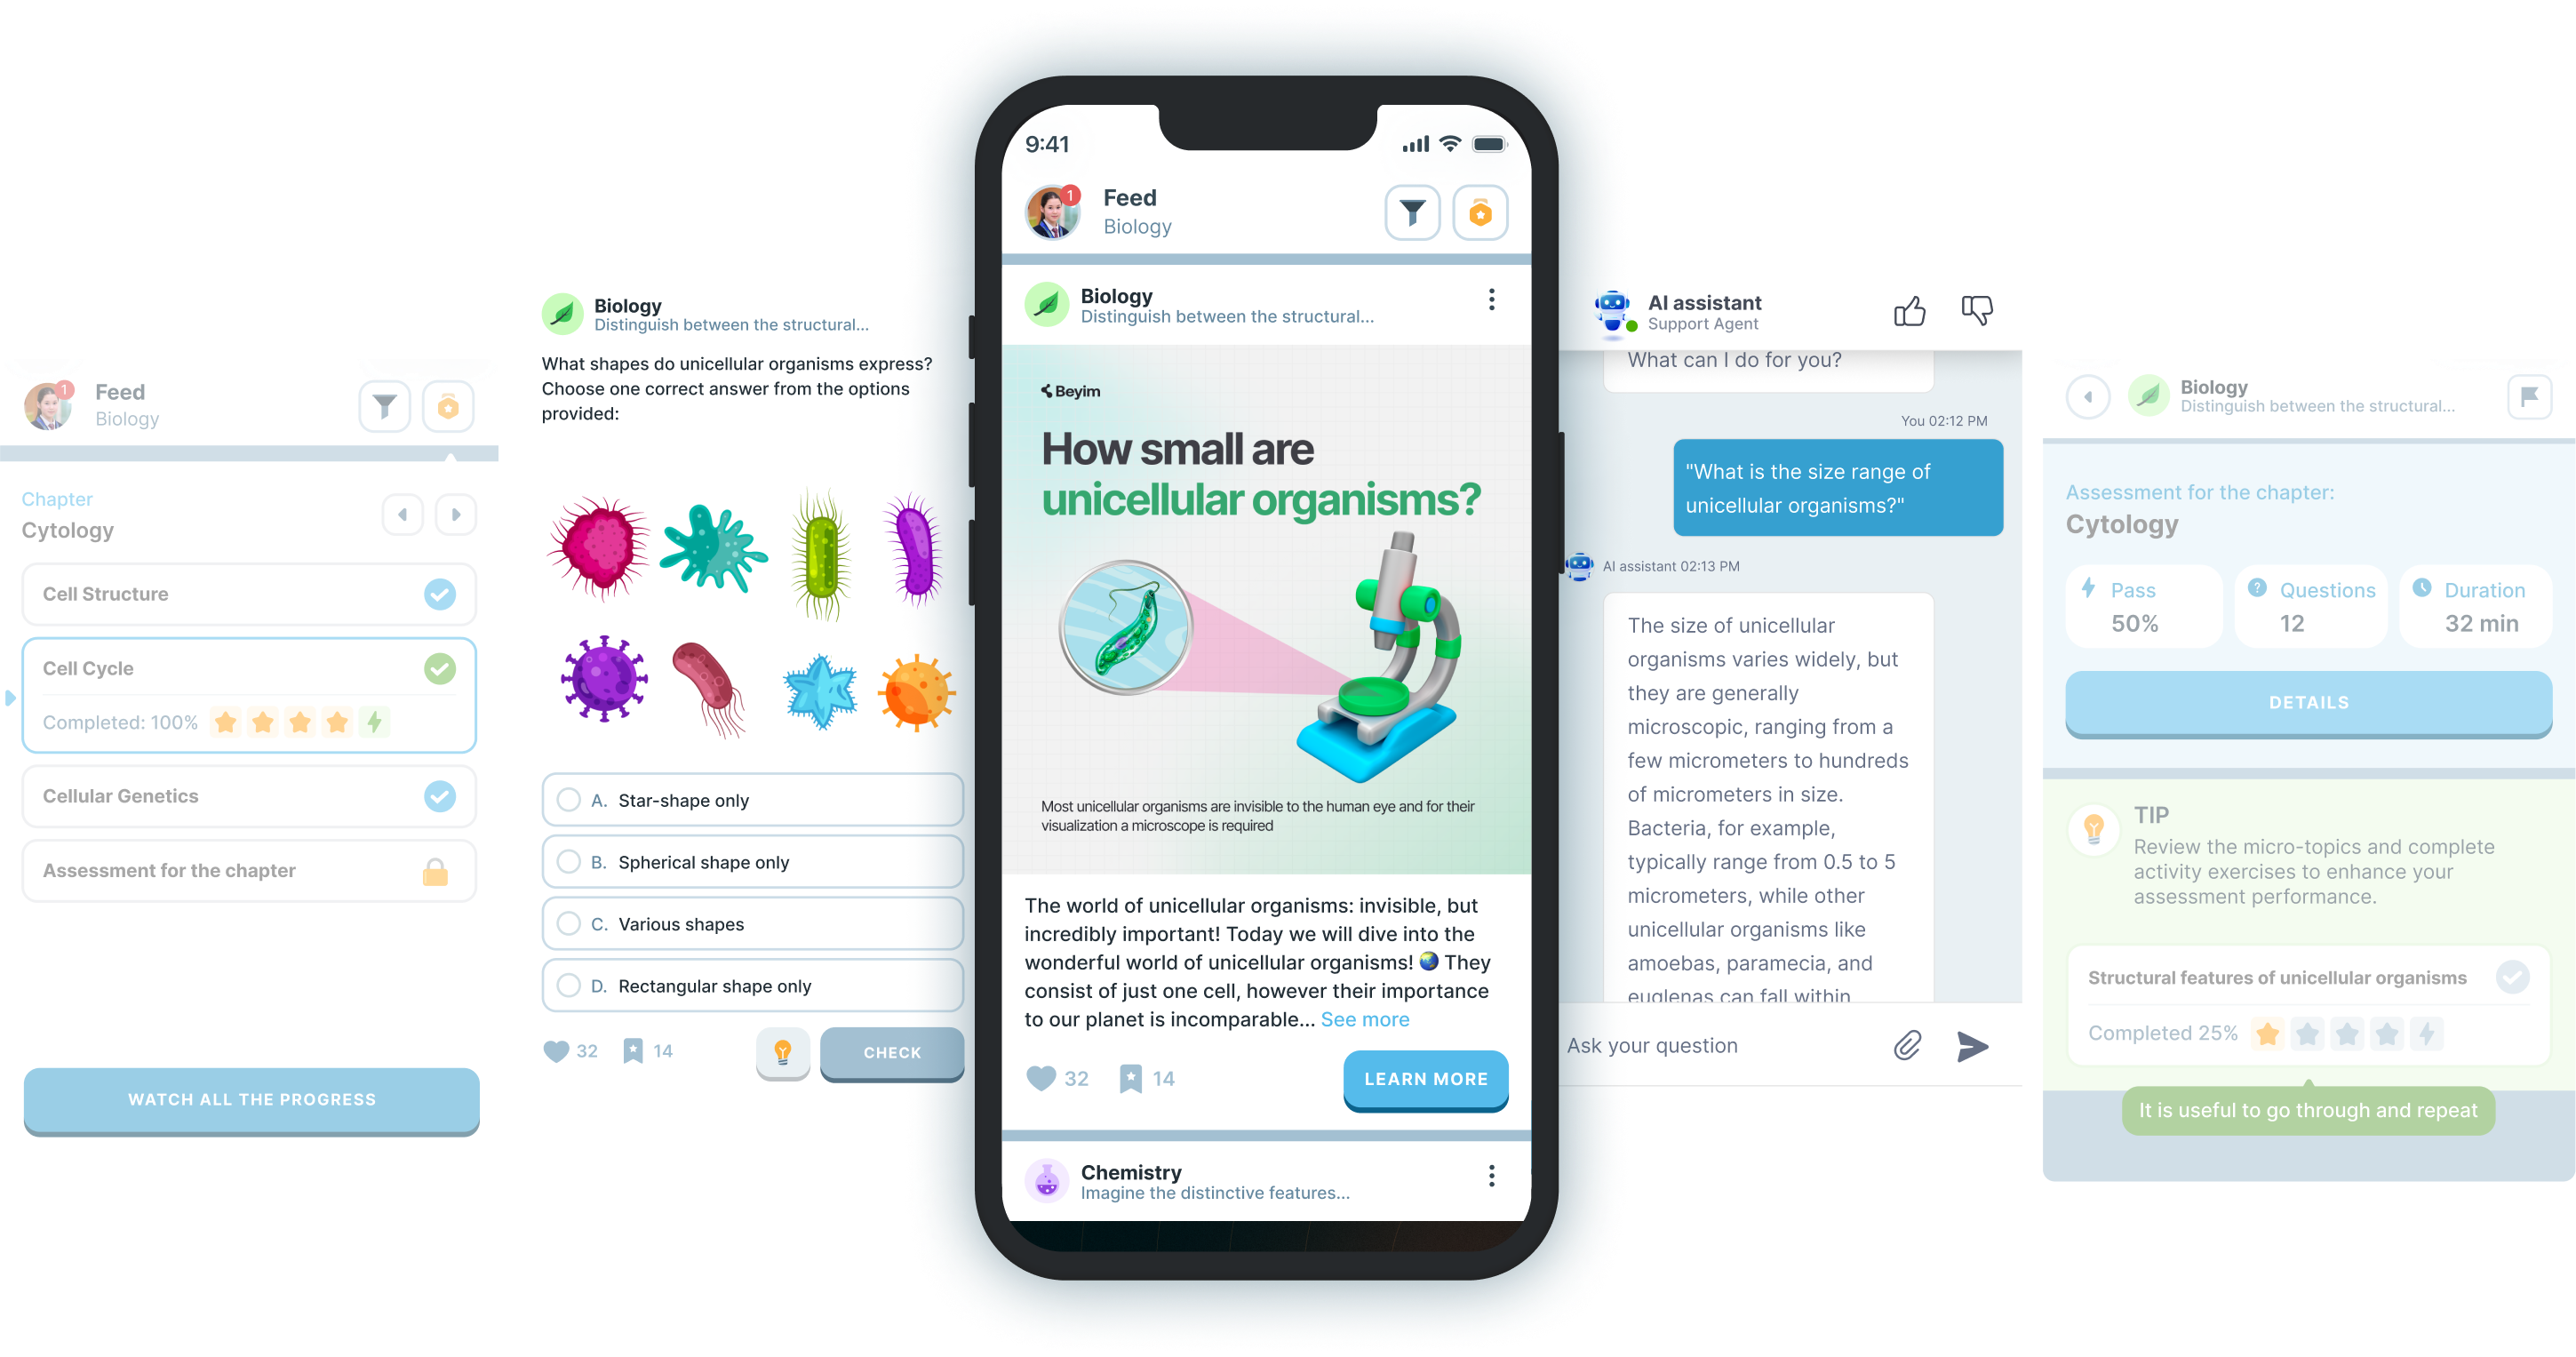 1
Feed
Biology
Chapter
Cytology
Cell Structure
Cell Cycle
Completed: 100%
Cellular Genetics
Assessment for the chapter
WATCH ALL THE PROGRESS
Biology
Distinguish between the structural...
What shapes do unicellular organisms express?
Choose one correct answer from the options
provided:
A. Star-shape only
B. Spherical shape only
C. Various shapes
D. Rectangular shape only
32 14
CHECK
9:41
1
Feed
Biology
Biology
Distinguish between the structural...
Beyim
How small are
unicellular organisms?
Most unicellular organisms are invisible to the human eye and for their
visualization a microscope is required
The world of unicellular organisms: invisible, but
incredibly important! Today we will dive into the
wonderful world of unicellular organisms! 🌏 They
consist of just one cell, however their importance
to our planet is incomparable... See more
32 14
LEARN MORE
Chemistry
Imagine the distinctive features...
AI assistant
Support Agent
What can I do for you?
You 02:12 PM
"What is the size range of
unicellular organisms?"
AI assistant 02:13 PM
The size of unicellular
organisms varies widely, but
they are generally
microscopic, ranging from a
few micrometers to hundreds
of micrometers in size.
Bacteria, for example,
typically range from 0.5 to 5
micrometers, while other
unicellular organisms like
amoebas, paramecia, and
euglenas can fall within
Ask your question
Biology
Distinguish between the structural...
Assessment for the chapter:
Cytology
Pass
50%
? Questions
12
Duration
32 min
DETAILS
TIP
Review the micro-topics and complete
activity exercises to enhance your
assessment performance.
Structural features of unicellular organisms
Completed 25%
It is useful to go through and repeat